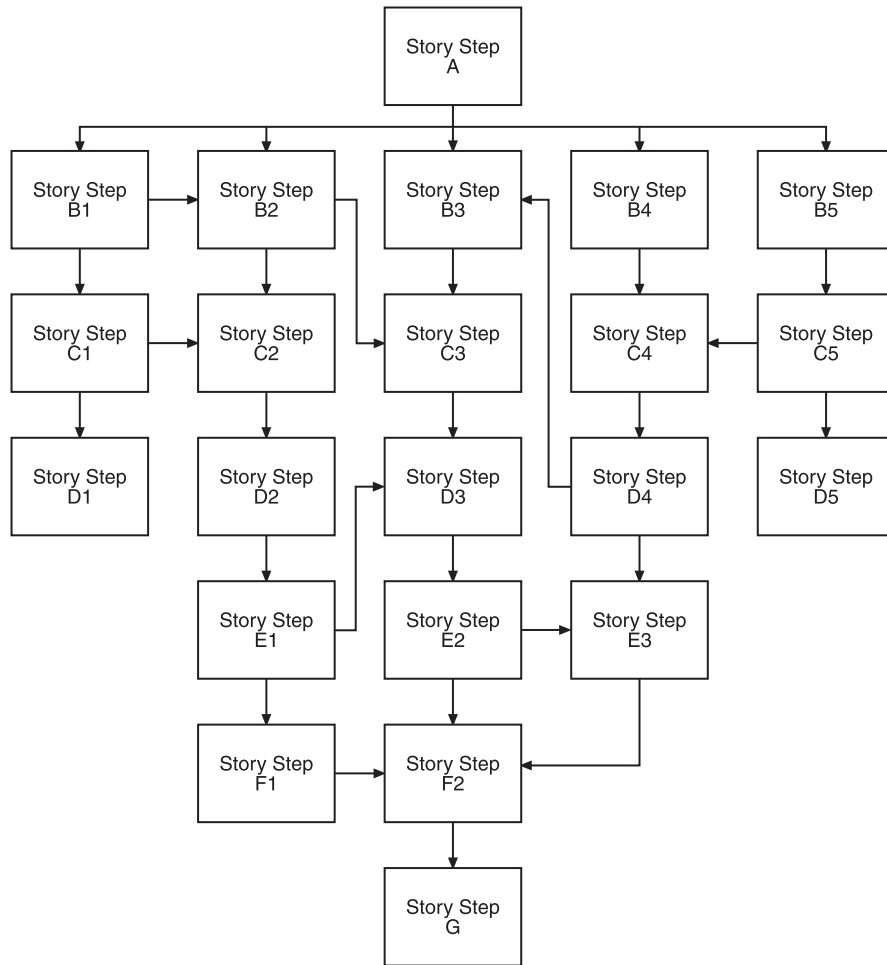 Story Step
A
Story Step
B1
Story Step
B2
Story Step
B3
Story Step
B4
Story Step
B5
Story Step
C1
Story Step
C2
Story Step
C3
Story Step
C4
Story Step
C5
Story Step
D1
Story Step
D2
Story Step
D3
Story Step
D4
Story Step
D5
Story Step
E1
Story Step
E2
Story Step
E3
Story Step
F1
Story Step
F2
Story Step
G